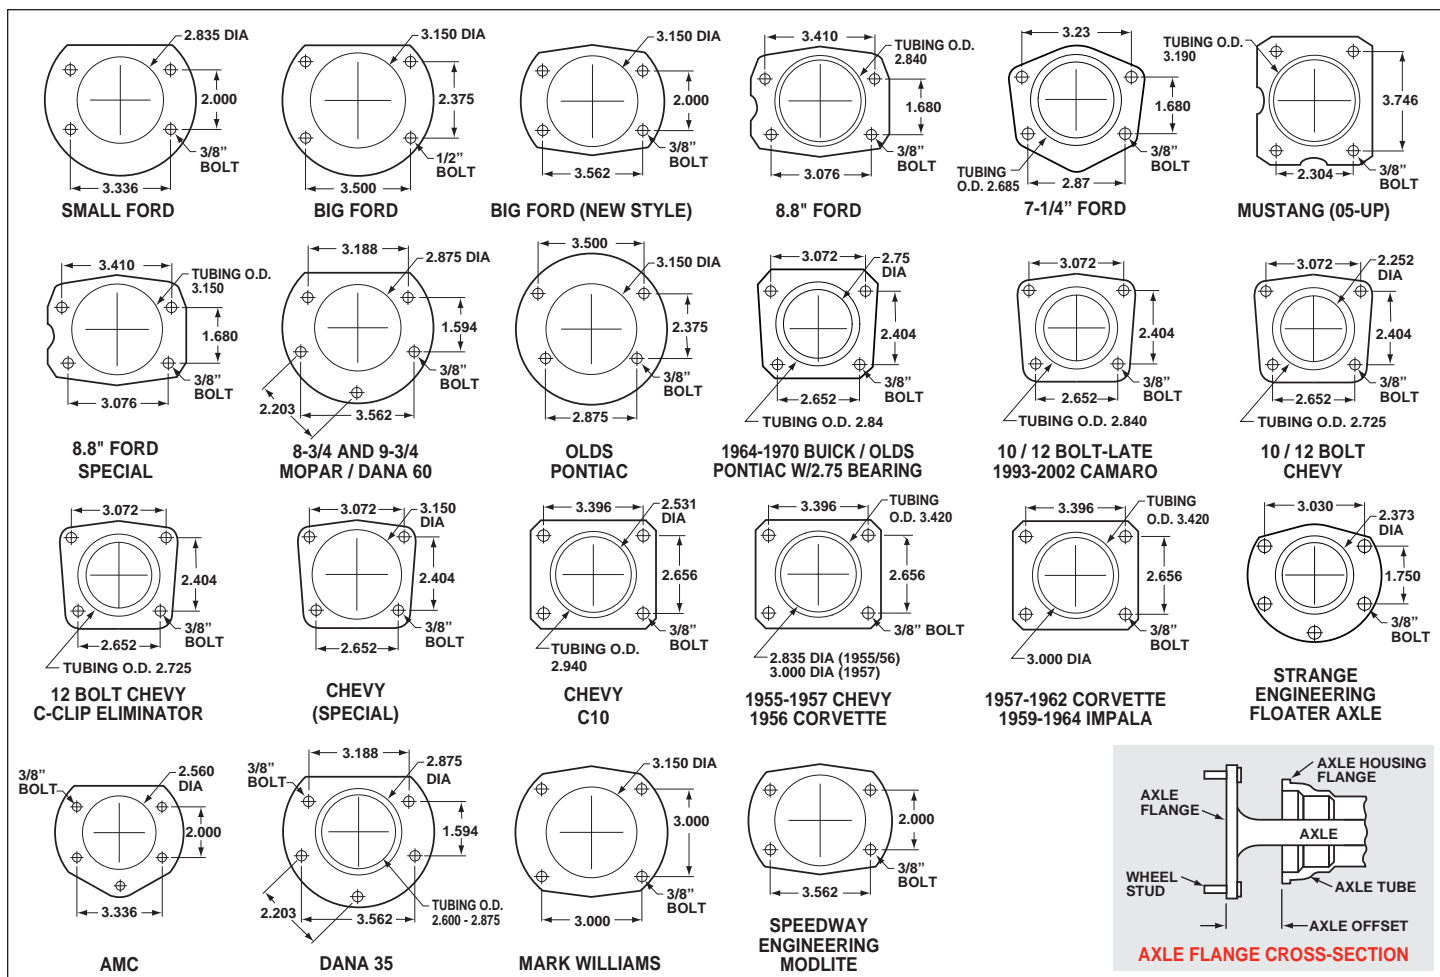 2.835 DIA
2.000
3/8”
BOLT
3.336
SMALL FORD
3.150 DIA
2.375
1/2”
BOLT
3.500
BIG FORD
3.150 DIA
2.000
3/8”
BOLT
3.562
BIG FORD (NEW STYLE)
3.410
TUBING O.D.
2.840
1.680
3/8”
BOLT
3.076
8.8" FORD
3.23
1.680
3/8”
BOLT
TUBING
O.D. 2.685
2.87
7-1/4” FORD
TUBING O.D.
3.190
3.746
2.304
3/8”
BOLT
MUSTANG (05-UP)
3.410
TUBING O.D.
3.150
1.680
3/8”
BOLT
3.076
8.8" FORD
SPECIAL
3.188
2.875 DIA
1.594
3/8”
BOLT
2.203
3.562
8-3/4 AND 9-3/4
MOPAR / DANA 60
3.500
3.150 DIA
2.375
3/8”
BOLT
2.875
OLDS
PONTIAC
3.072
2.75
DIA
2.404
3/8”
BOLT
2.652
TUBING O.D. 2.84
1964-1970 BUICK / OLDS
PONTIAC W/2.75 BEARING
3.072
2.404
3/8”
BOLT
2.652
TUBING O.D. 2.840
10 / 12 BOLT-LATE
1993-2002 CAMARO
3.072
2.252
DIA
2.404
3/8”
BOLT
2.652
TUBING O.D. 2.725
10 / 12 BOLT
CHEVY
3.072
2.404
3/8”
BOLT
2.652
TUBING O.D. 2.725
12 BOLT CHEVY
C-CLIP ELIMINATOR
3.072
3.150
DIA
2.404
3/8”
BOLT
2.652
CHEVY
(SPECIAL)
3.396
2.531
DIA
2.656
3/8”
BOLT
TUBING O.D.
2.940
CHEVY
C10
3.396
TUBING
O.D. 3.420
2.656
3/8” BOLT
2.835 DIA (1955/56)
3.000 DIA (1957)
1955-1957 CHEVY
1956 CORVETTE
3.396
TUBING
O.D. 3.420
2.656
3/8”
BOLT
3.000 DIA
1957-1962 CORVETTE
1959-1964 IMPALA
3.030
2.373
DIA
1.750
3/8”
BOLT
STRANGE
ENGINEERING
FLOATER AXLE
3/8”
BOLT
2.560
DIA
2.000
3.336
AMC
3/8”
BOLT
3.188
2.875
DIA
1.594
2.203
3.562
TUBING O.D.
2.600 - 2.875
DANA 35
3.150 DIA
3.000
3/8”
BOLT
3.000
MARK WILLIAMS
2.000
3/8”
BOLT
3.562
SPEEDWAY
ENGINEERING
MODLITE
AXLE HOUSING
FLANGE
AXLE
FLANGE
AXLE
WHEEL
STUD
AXLE TUBE
AXLE OFFSET
AXLE FLANGE CROSS-SECTION